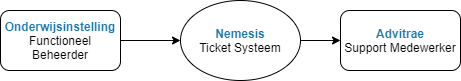 Onderwijsinstelling
Functioneel
Beheerder
Nemesis
Ticket Systeem
Advitrae
Support Medewerker